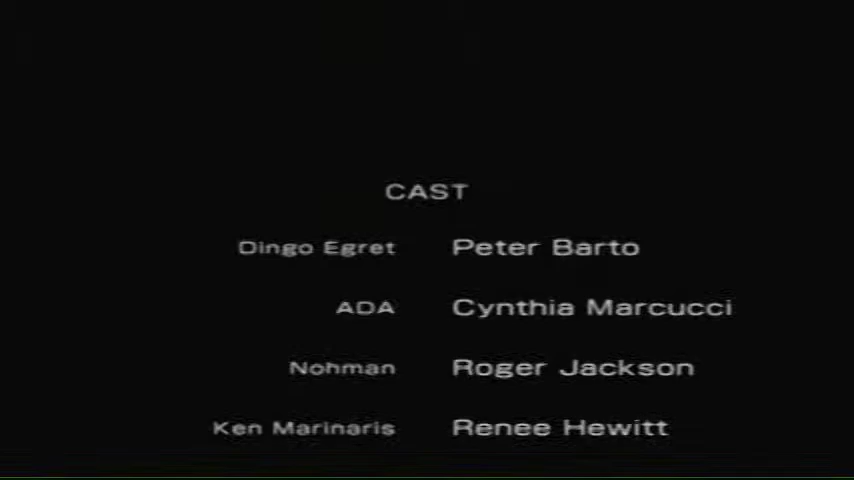 CAST
Dingo Egret Peter Barto
ADA Cynthia Marcucci
Nohman Roger Jackson
Ken Marinaris Renee Hewitt